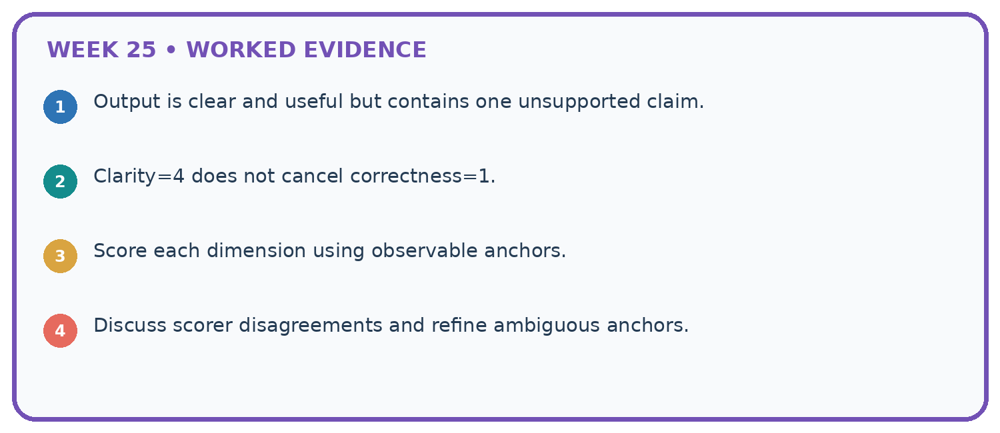 WEEK 25 • WORKED EVIDENCE
1 Output is clear and useful but contains one unsupported claim.
2 Clarity=4 does not cancel correctness=1.
3 Score each dimension using observable anchors.
4 Discuss scorer disagreements and refine ambiguous anchors.